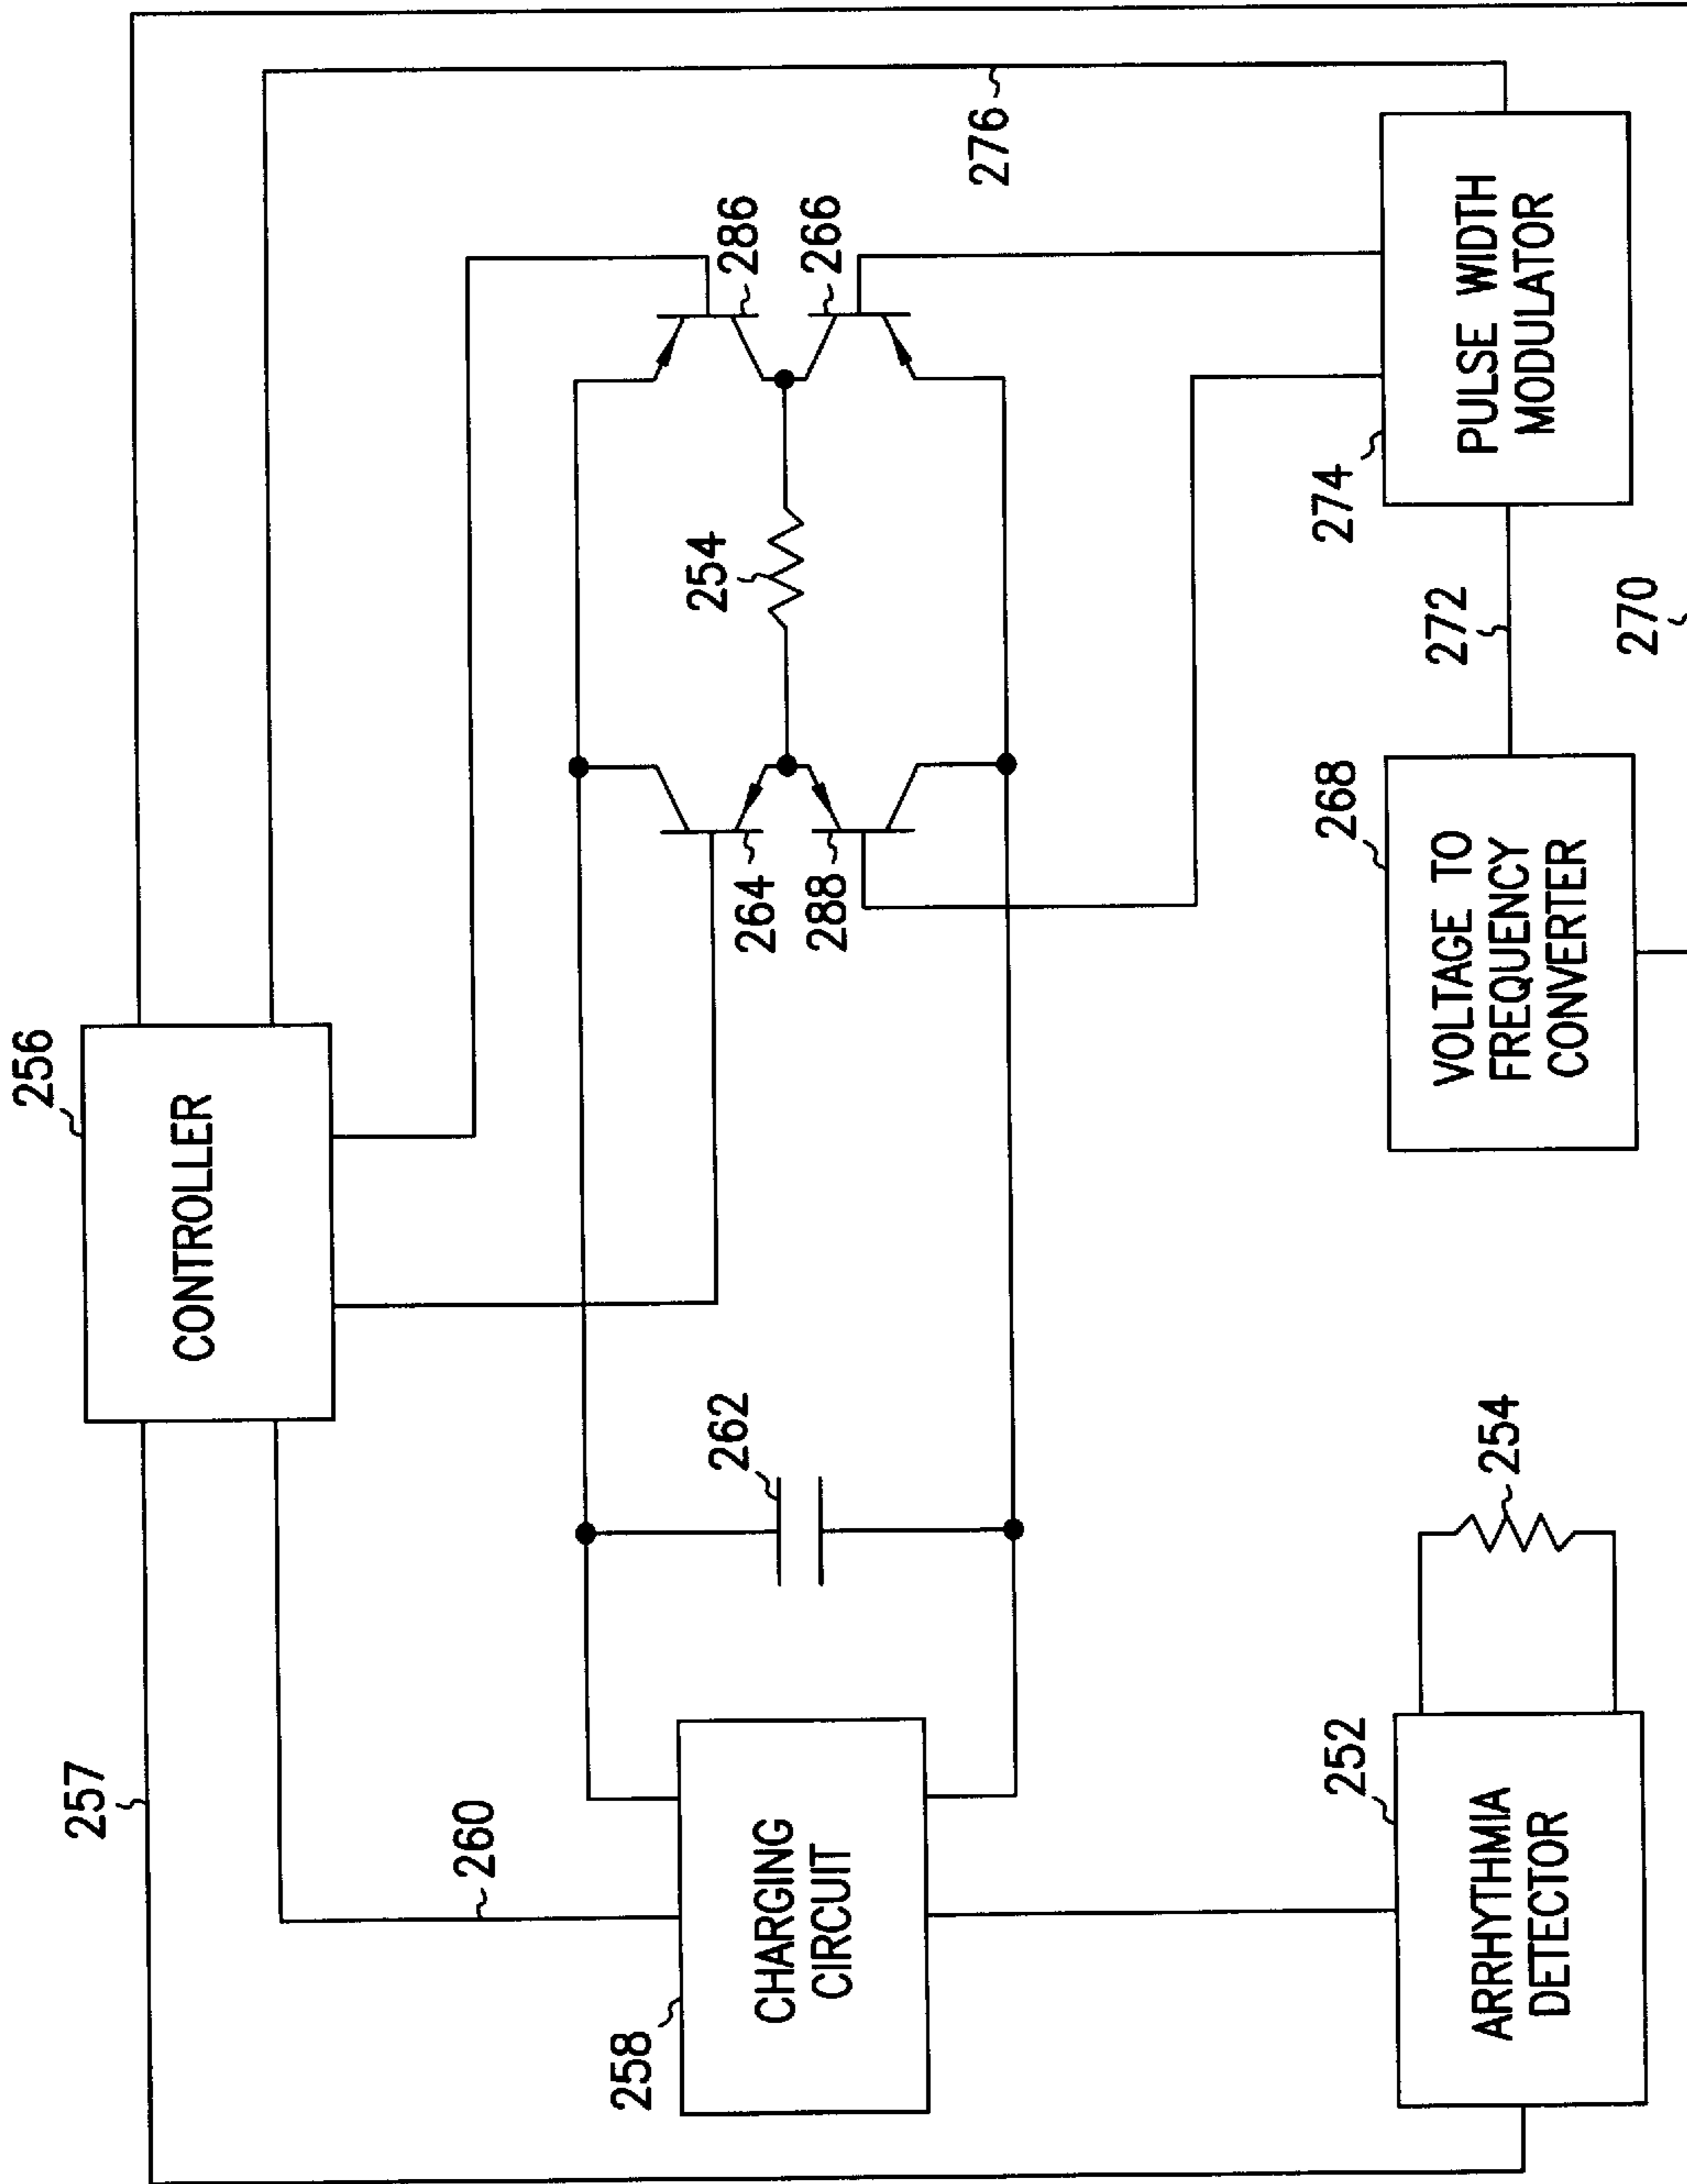 256
CONTROLLER
257
260
276
286
266
254
264
288
262
258
CHARGING
CIRCUIT
252
ARRHYTHMIA
DETECTOR
254
268
VOLTAGE TO
FREQUENCY
CONVERTER
272
270
274
PULSE WIDTH
MODULATOR